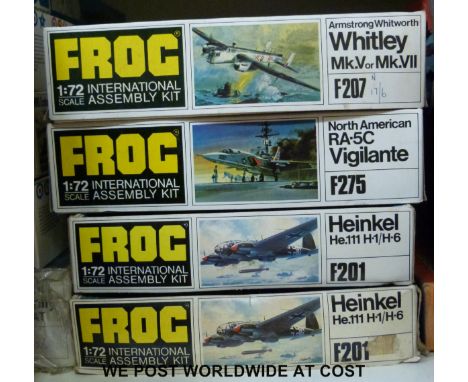 FROG
1:72 INTERNATIONAL
SCALE ASSEMBLY KIT
Armstrong Whitworth
Whitley
Mk.V or Mk.VII
F207
17/6
FROG
1:72 INTERNATIONAL
SCALE ASSEMBLY KIT
North American
RA-5C
Vigilante
F275
FROG
1:72 INTERNATIONAL
SCALE ASSEMBLY KIT
Heinkel
He.111 H-1/H-6
F201
FROG
1:72 INTERNATIONAL
SCALE ASSEMBLY KIT
Heinkel
He.111 H-1/H-6
F201
WE POST WORLDWIDE AT COST